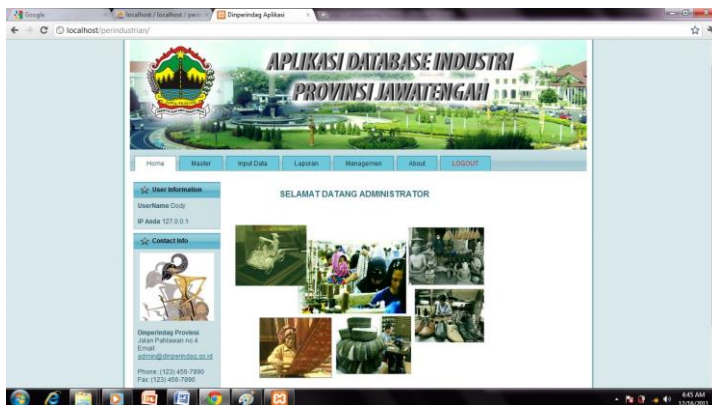 Google
localhost / localhost / perin
Dinperindag Aplikasi
localhost/perindustrian/
APLIKASI DATABASE INDUSTRI
PROVINSI JAWATENGAH
Home Master Input Data Laporan Managemen About LOGOUT
User Information
UserName Dody
IP Anda 127.0.0.1
SELAMAT DATANG ADMINISTRATOR
Contact Info
Dinperindag Provinsi
Jalan Pahlawan no 4
Email:
admin@dinperindag.go.id
Phone: (123) 456-7890
Fax: (123) 456-7890
4:45 AM
12/16/2011